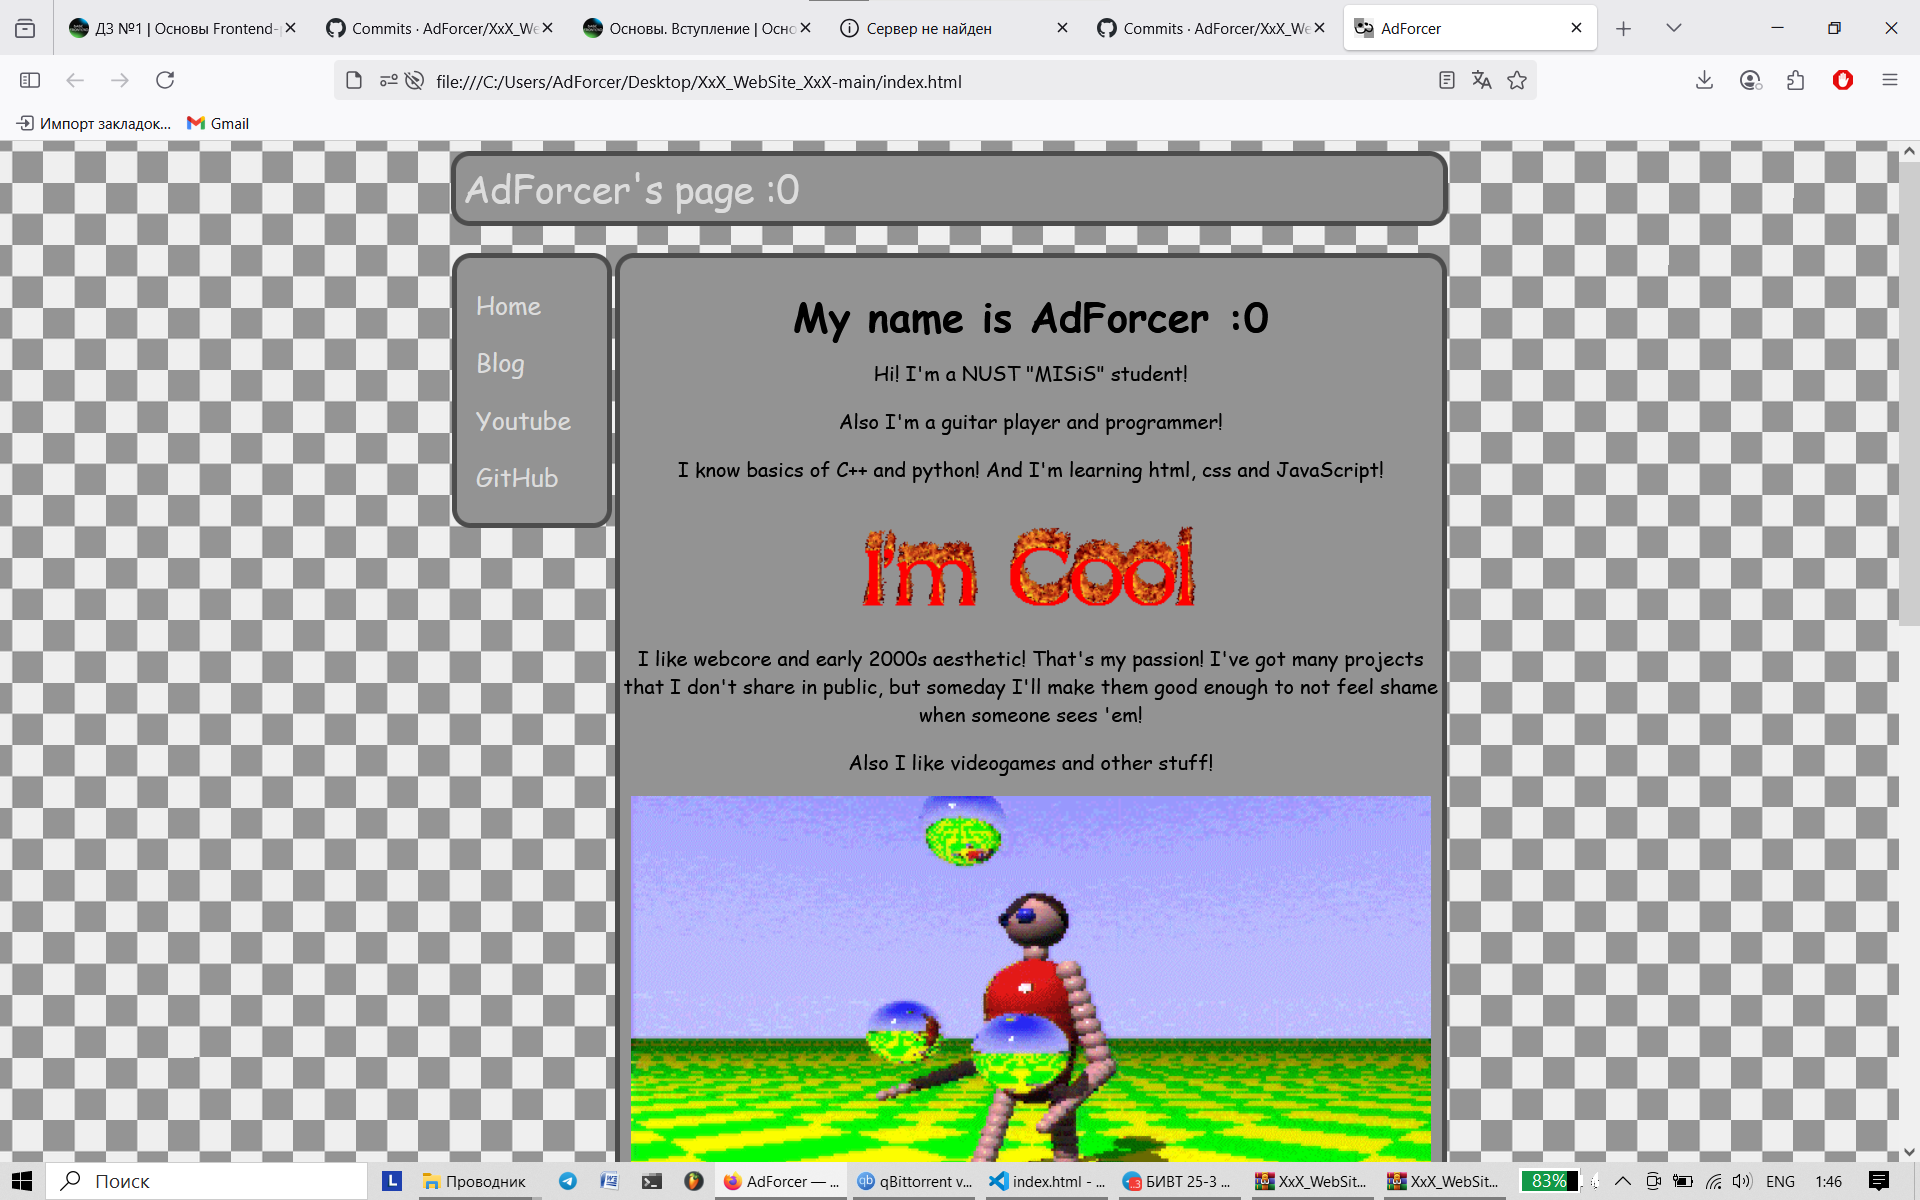 ДЗ №1 | Основы Frontend-
Commits · AdForcer/XxX_We
Основы. Вступление | Осно
Сервер не найден
Commits · AdForcer/XxX_We
AdForcer
file:///C:/Users/AdForcer/Desktop/XxX_WebSite_XxX-main/index.html
Импорт закладок...
Gmail
AdForcer's page :0
Home
Blog
Youtube
GitHub
My name is AdForcer :0
Hi! I'm a NUST "MISiS" student!
Also I'm a guitar player and programmer!
I know basics of C++ and python! And I'm learning html, css and JavaScript!
I'm Cool
I like webcore and early 2000s aesthetic! That's my passion! I've got many projects
that I don't share in public, but someday I'll make them good enough to not feel shame
when someone sees 'em!
Also I like videogames and other stuff!
Поиск
L
Проводник
AdForcer — ...
qBittorrent v...
index.html - ...
БИВТ 25-3 ...
XxX_WebSit...
XxX_WebSit...
83%
ENG
1:46